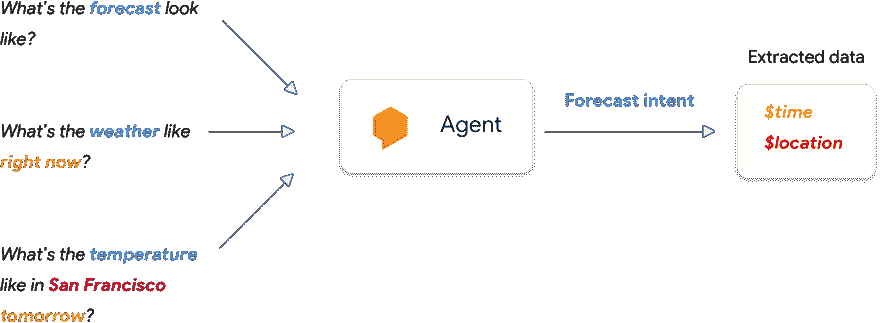 What's the forecast look
like?
What's the weather like
right now?
What's the temperature
like in San Francisco
tomorrow?
Agent
Forecast intent
Extracted data
$time
$location